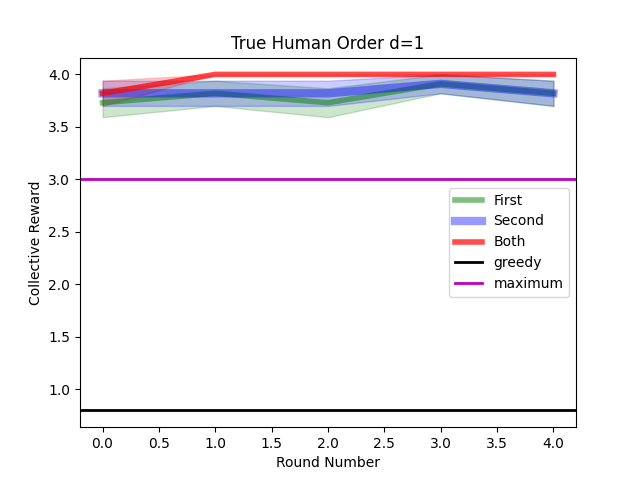 True Human Order d=1
Collective Reward
4.0
3.5
3.0
2.5
2.0
1.5
1.0
First
Second
Both
greedy
maximum
0.0 0.5 1.0 1.5 2.0 2.5 3.0 3.5 4.0
Round Number